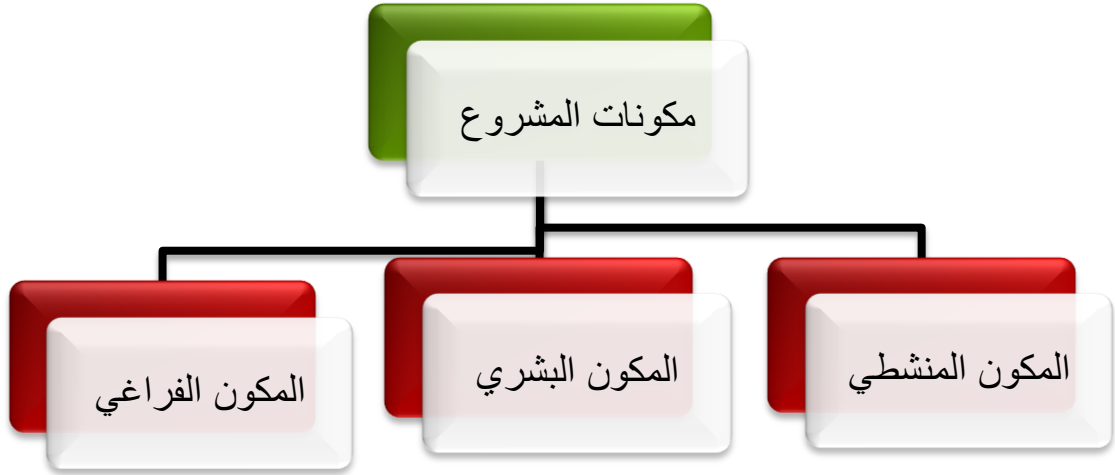 مكونات المشروع
المكون المنشطي
المكون البشري
المكون الفراغي